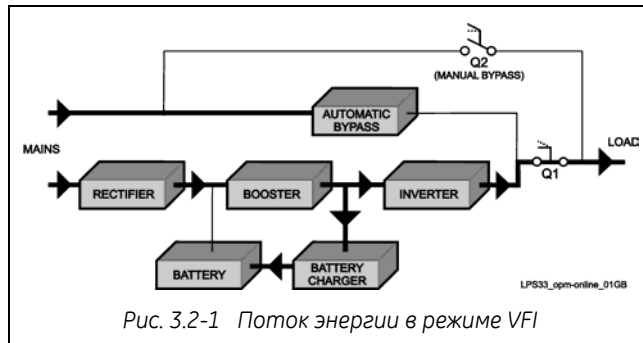 Q2
(MANUAL BYPASS)
AUTOMATIC
BYPASS
MAINS
LOAD
Q1
RECTIFIER
BOOSTER
INVERTER
BATTERY
BATTERY
CHARGER
LPS33_opm-online_01GB
Рис. 3.2-1 Поток энергии в режиме VFI